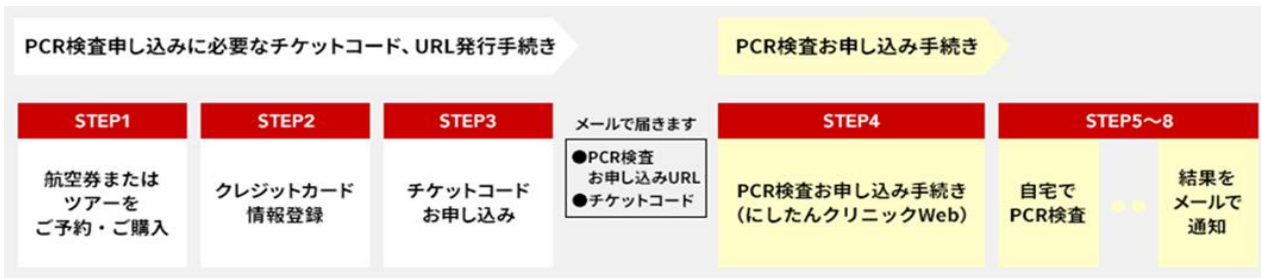 PCR検査申し込みに必要なチケットコード、URL発行手続き
PCR検査お申し込み手続き
STEP1
航空券または
ツアーを
ご予約・ご購入
STEP2
クレジットカード
情報登録
STEP3
チケットコード
お申し込み
メールで届きます
●PCR検査
お申し込みURL
●チケットコード
STEP4
PCR検査お申し込み手続き
(にしたんクリニックWeb)
STEP5〜8
自宅で
PCR検査
結果を
メールで
通知